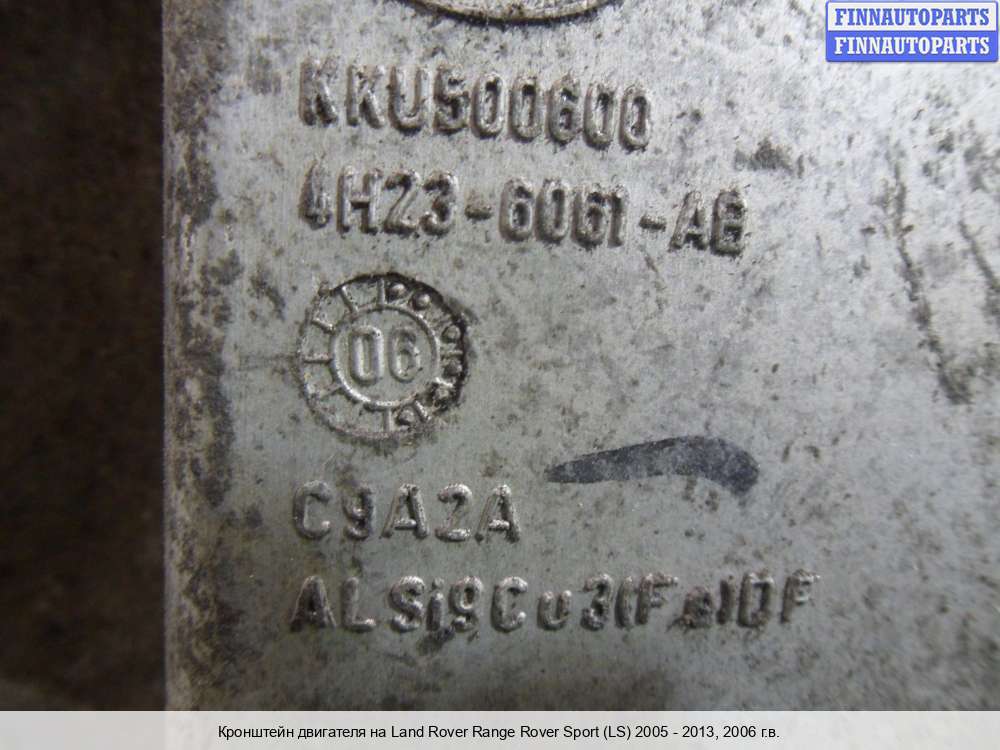 FINNAUTOPARTS
FINNAUTOPARTS
KKU500600
4H23-6061-AB
06
C9A2A
ALSi9Cu3(Fe)DF
Кронштейн двигателя на Land Rover Range Rover Sport (LS) 2005 - 2013, 2006 г.в.